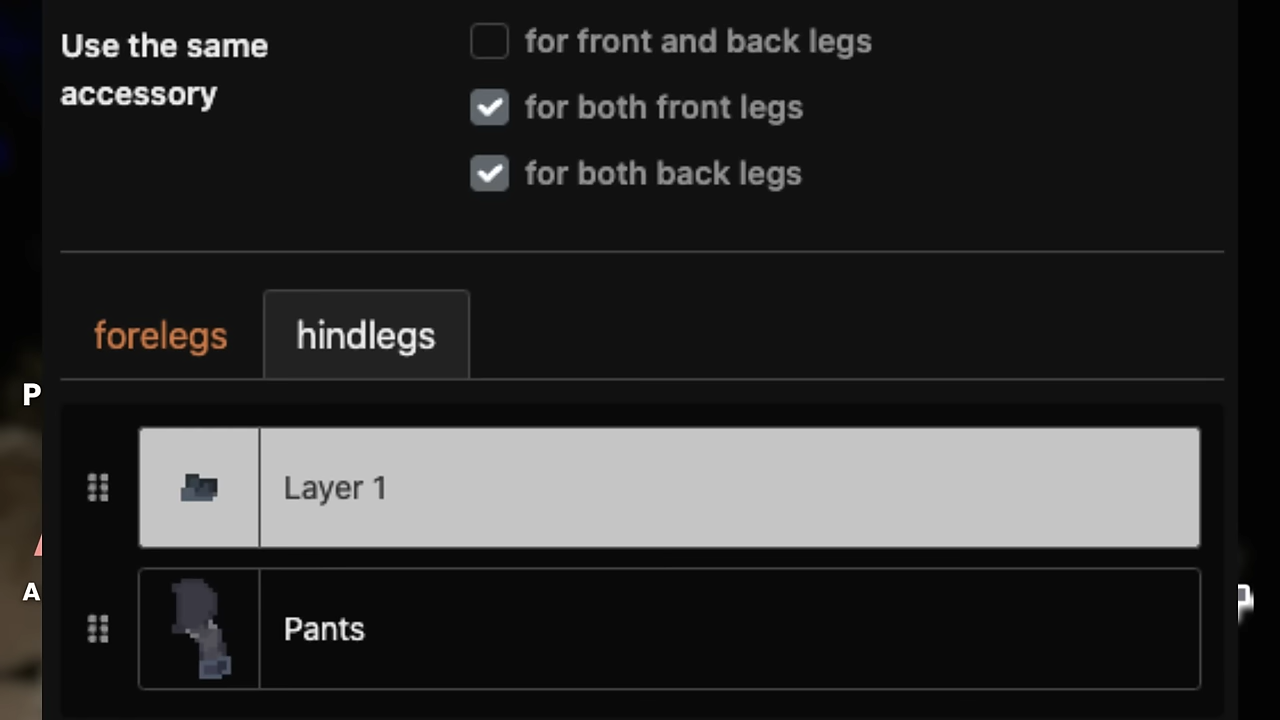 Use the same
accessory
for front and back legs
for both front legs
for both back legs
forelegs
hindlegs
P
Layer 1
A
Pants